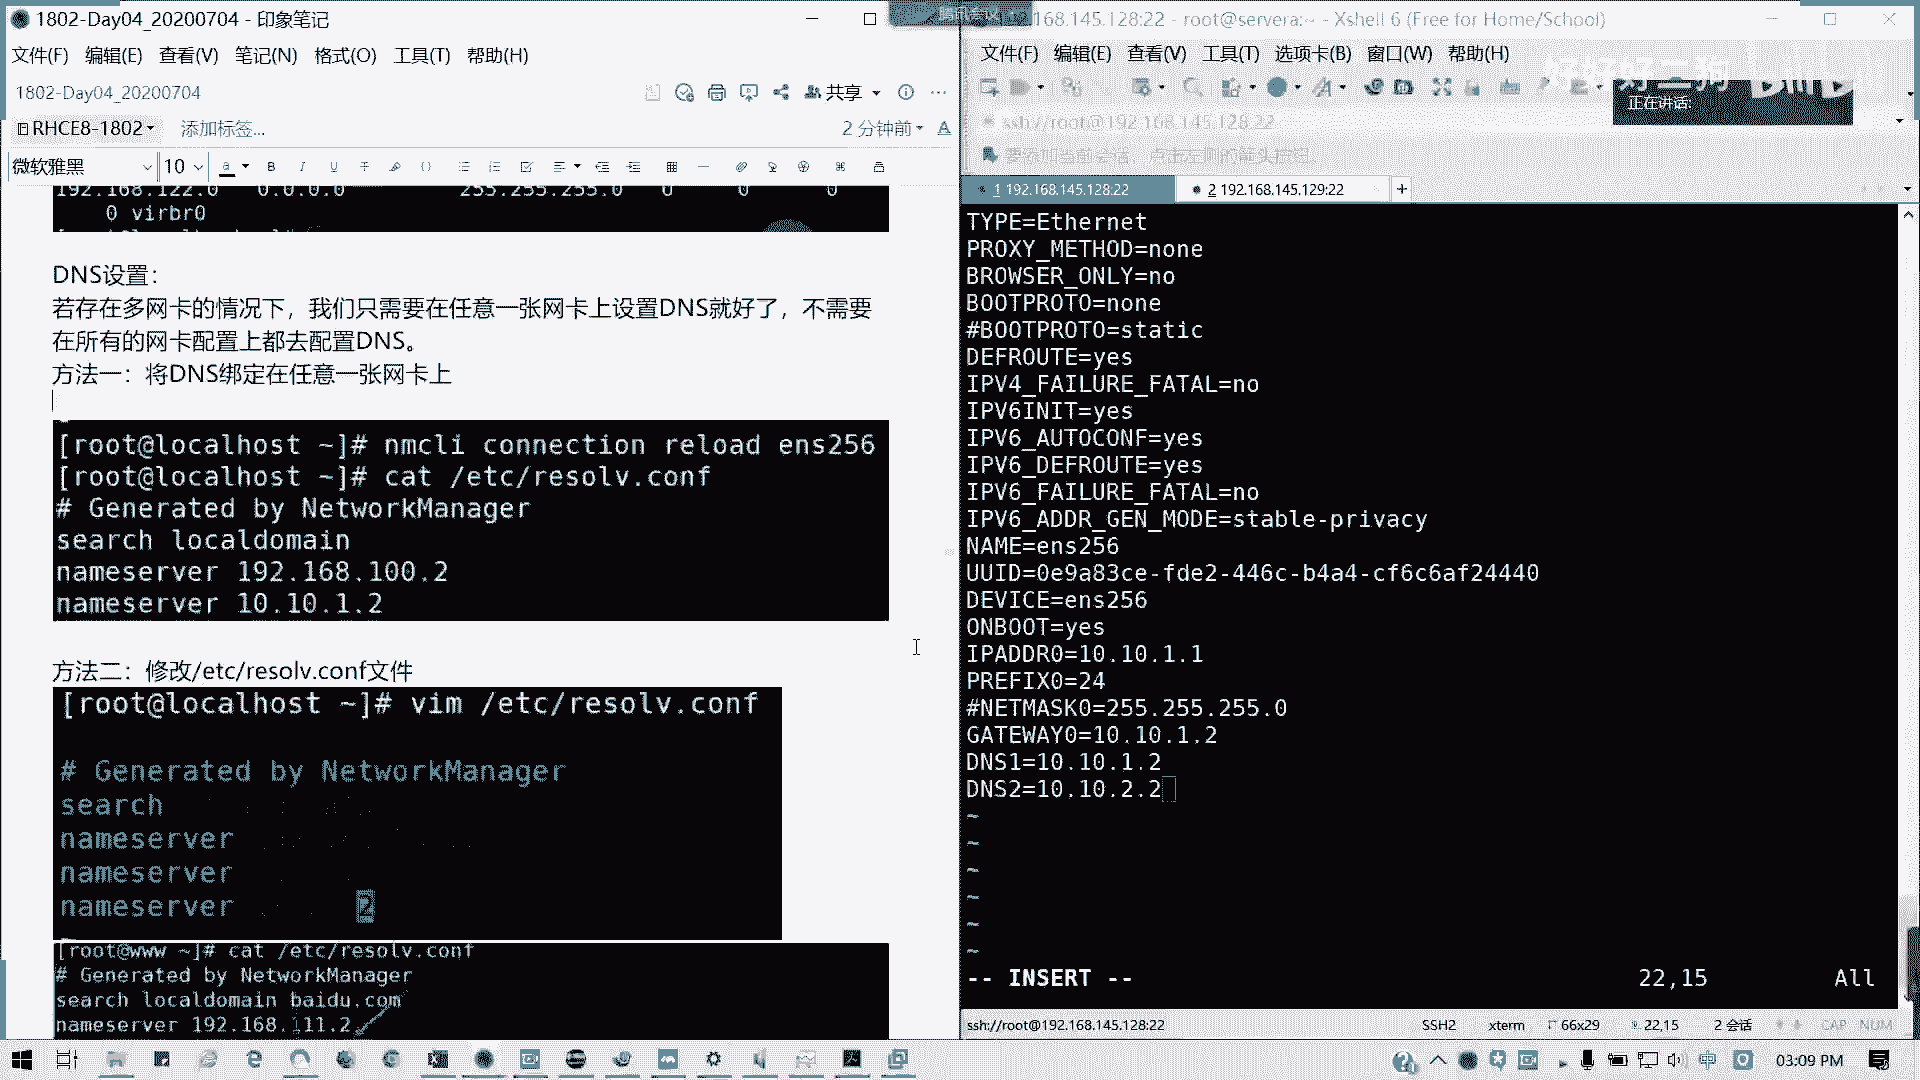 1802-Day04_20200704 - 印象笔记
文件(F) 编辑(E) 查看(V) 笔记(N) 格式(O) 工具(T) 帮助(H)
1802-Day04_20200704
共享
RHCE8-1802
添加标签...
2 分钟前
微软雅黑
10
192.168.122.0 0.0.0.0 255.255.255.0 U 0 0
0 virbr0
DNS设置：
若存在多网卡的情况下，我们只需要在任意一张网卡上设置DNS就好了，不需要
在所有的网卡配置上都去配置DNS。
方法一：将DNS绑定在任意一张网卡上
[root@localhost ~]# nmcli connection reload ens256
[root@localhost ~]# cat /etc/resolv.conf
# Generated by NetworkManager
search localdomain
nameserver 192.168.100.2
nameserver 10.10.1.2
方法二：修改/etc/resolv.conf文件
[root@localhost ~]# vim /etc/resolv.conf
# Generated by NetworkManager
search
nameserver
nameserver
nameserver 2
[root@www ~]# cat /etc/resolv.conf
# Generated by NetworkManager
search localdomain baidu.com
nameserver 192.168.111.2
腾讯会议
168.145.128:22 - root@servera:~ - Xshell 6 (Free for Home/School)
文件(F) 编辑(E) 查看(V) 工具(T) 选项卡(B) 窗口(W) 帮助(H)
正在讲话:
ssh://root@192.168.145.128:22
要添加当前会话，点击左侧的箭头按钮。
1 192.168.145.128:22
2 192.168.145.129:22
TYPE=Ethernet
PROXY_METHOD=none
BROWSER_ONLY=no
BOOTPROTO=none
#BOOTPROTO=static
DEFROUTE=yes
IPV4_FAILURE_FATAL=no
IPV6INIT=yes
IPV6_AUTOCONF=yes
IPV6_DEFROUTE=yes
IPV6_FAILURE_FATAL=no
IPV6_ADDR_GEN_MODE=stable-privacy
NAME=ens256
UUID=0e9a83ce-fde2-446c-b4a4-cf6c6af24440
DEVICE=ens256
ONBOOT=yes
IPADDR0=10.10.1.1
PREFIX0=24
#NETMASK0=255.255.255.0
GATEWAY0=10.10.1.2
DNS1=10.10.1.2
DNS2=10.10.2.2
~
~
~
~
~
~
-- INSERT -- 22,15 All
ssh://root@192.168.145.128:22 SSH2 xterm 66x29 22,15 2 会话 CAP NUM
中
03:09 PM